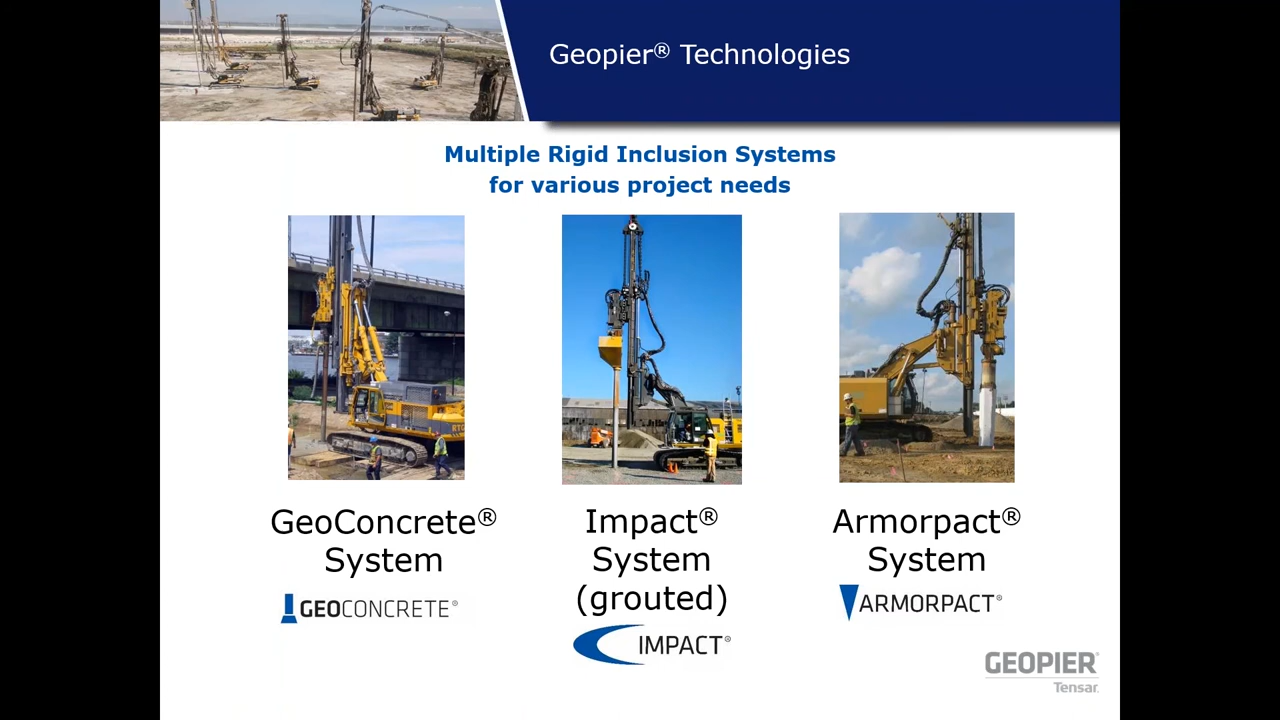 Geopier® Technologies
Multiple Rigid Inclusion Systems
for various project needs
GeoConcrete®
System
GEOCONCRETE®
Impact®
System
(grouted)
IMPACT®
Armorpact®
System
ARMORPACT®
GEOPIER®
Tensar.